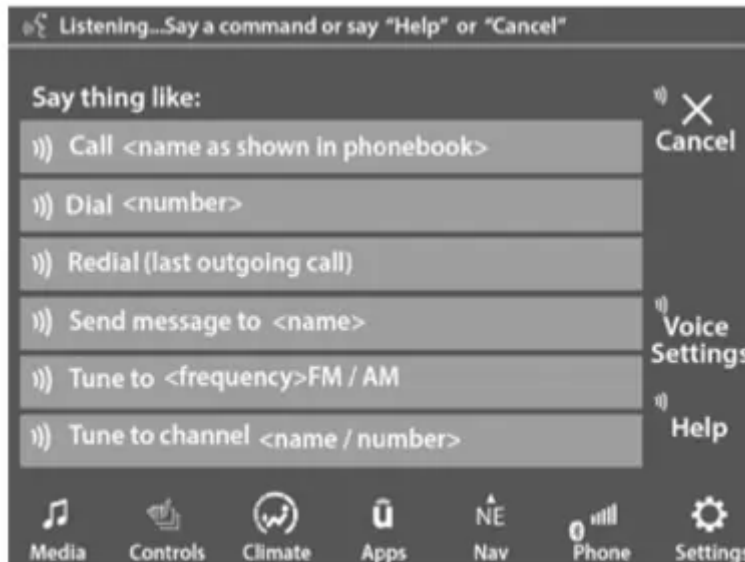 Listening...Say a command or say “Help” or “Cancel”
Say thing like:
Call <name as shown in phonebook>
Dial <number>
Redial (last outgoing call)
Send message to <name>
Tune to <frequency>FM / AM
Tune to channel <name / number>
Cancel
Voice
Settings
Help
û NE
Media Controls Climate Apps Nav Phone Settings